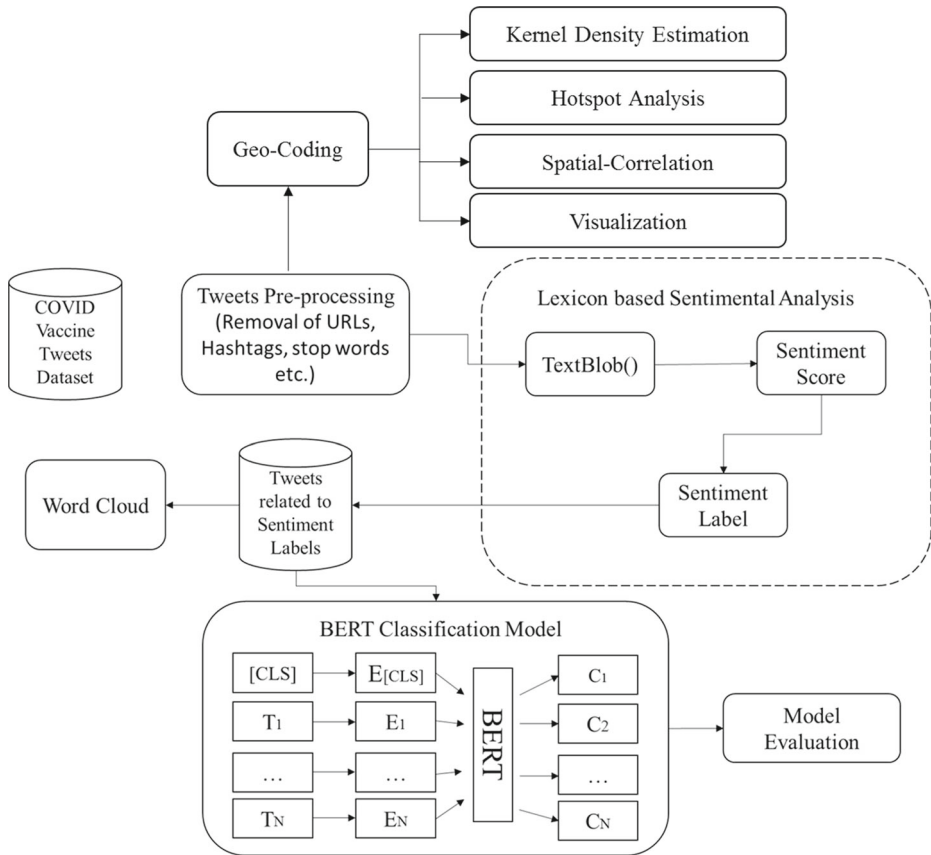 Kernel Density Estimation
Hotspot Analysis
Geo-Coding
Spatial-Correlation
Visualization
COVID
Vaccine
Tweets
Dataset
Tweets Pre-processing
(Removal of URLs,
Hashtags, stop words
etc.)
Lexicon based Sentimental Analysis
TextBlob()
Sentiment
Score
Sentiment
Label
Tweets
related to
Sentiment
Labels
Word Cloud
BERT Classification Model
[CLS]
E[CLS]
C1
T1
E1
C2
...
...
...
TN
EN
CN
BERT
Model
Evaluation